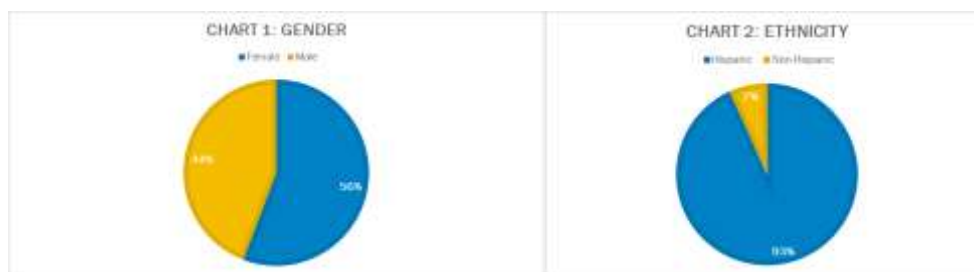 CHART 1: GENDER
Female Male
44%
56%
CHART 2: ETHNICITY
Hispanic Non-Hispanic
7%
93%